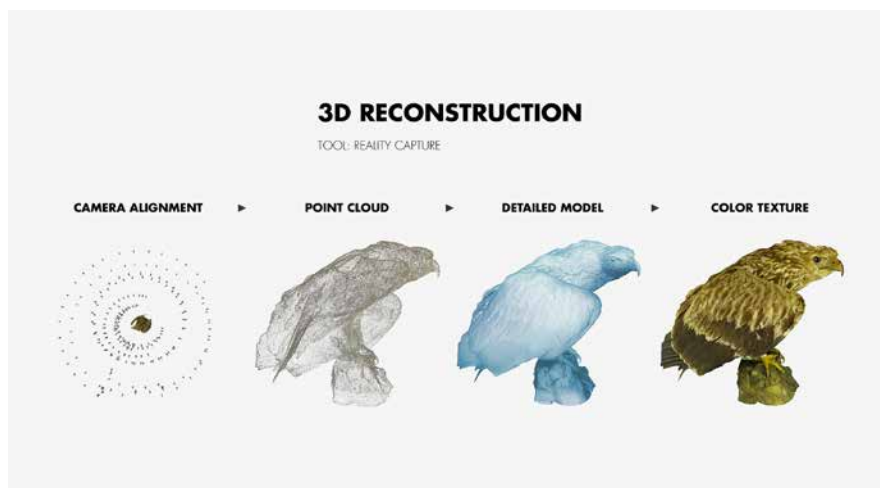 3D RECONSTRUCTION
TOOL: REALITY CAPTURE
CAMERA ALIGNMENT ► POINT CLOUD ► DETAILED MODEL ► COLOR TEXTURE